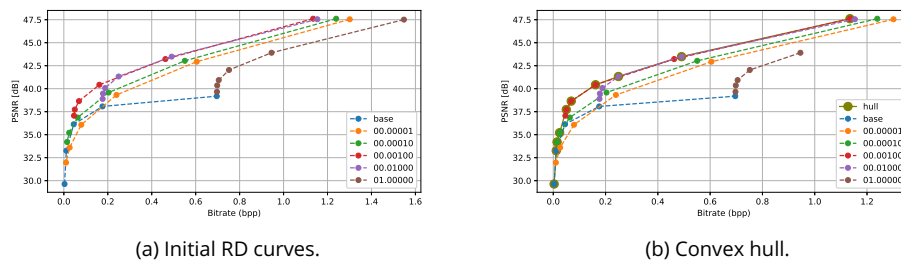 47.5
45.0
42.5
40.0
37.5
35.0
32.5
30.0
PSNR [dB]
0.0 0.2 0.4 0.6 0.8 1.0 1.2 1.4 1.6
Bitrate (bpp)
base
00.00001
00.00010
00.00100
00.01000
01.00000
(a) Initial RD curves.
47.5
45.0
42.5
40.0
37.5
35.0
32.5
30.0
PSNR [dB]
0.0 0.2 0.4 0.6 0.8 1.0 1.2
Bitrate (bpp)
hull
base
00.00001
00.00010
00.00100
00.01000
01.00000
(b) Convex hull.